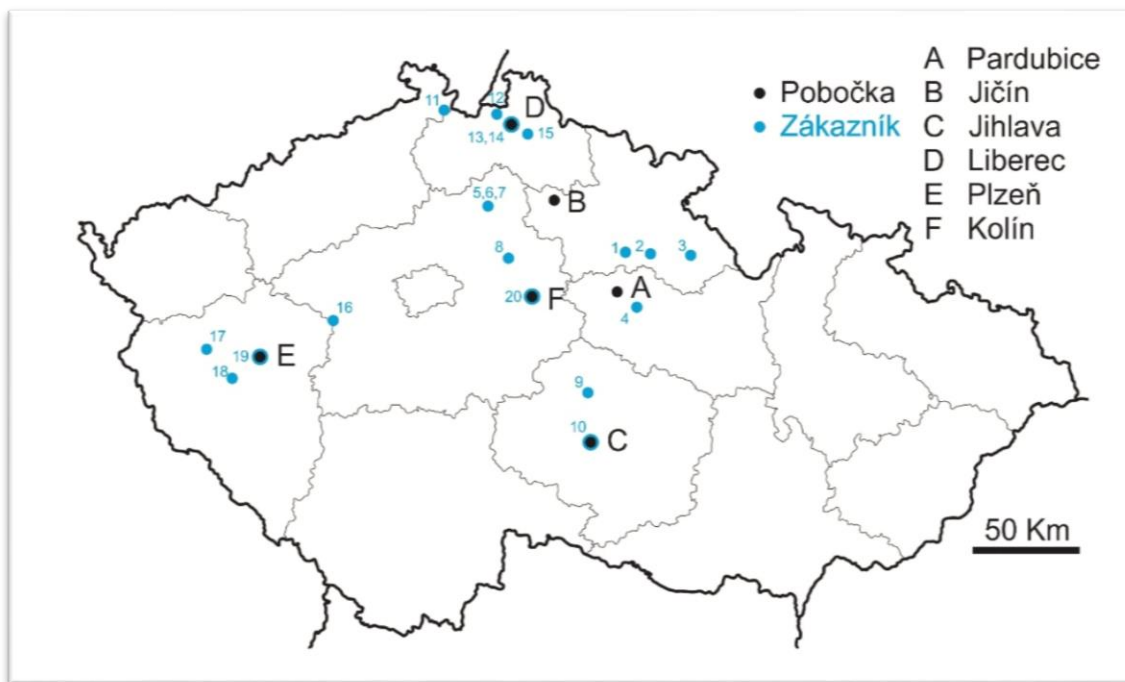 A Pardubice
B Jičín
C Jihlava
D Liberec
E Plzeň
F Kolín
Pobočka
Zákazník
11
12
D
13,14
15
5,6,7
B
8
1
2
3
20
F
A
4
16
17
19
E
18
9
10
C
50 Km